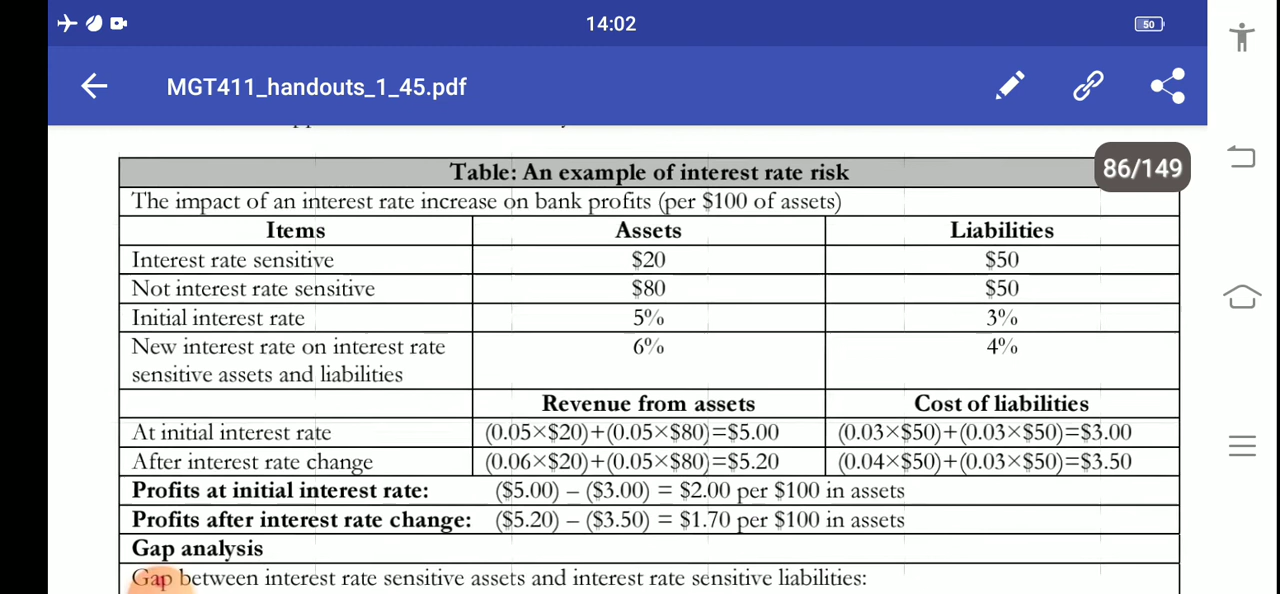 14:02
50
MGT411_handouts_1_45.pdf
86/149
Table: An example of interest rate risk
The impact of an interest rate increase on bank profits (per $100 of assets)
Items Assets Liabilities
Interest rate sensitive $20 $50
Not interest rate sensitive $80 $50
Initial interest rate 5% 3%
New interest rate on interest rate 6% 4%
sensitive assets and liabilities
Revenue from assets Cost of liabilities
At initial interest rate (0.05×$20)+(0.05×$80)=$5.00 (0.03×$50)+(0.03×$50)=$3.00
After interest rate change (0.06×$20)+(0.05×$80)=$5.20 (0.04×$50)+(0.03×$50)=$3.50
Profits at initial interest rate: ($5.00) – ($3.00) = $2.00 per $100 in assets
Profits after interest rate change: ($5.20) – ($3.50) = $1.70 per $100 in assets
Gap analysis
Gap between interest rate sensitive assets and interest rate sensitive liabilities: